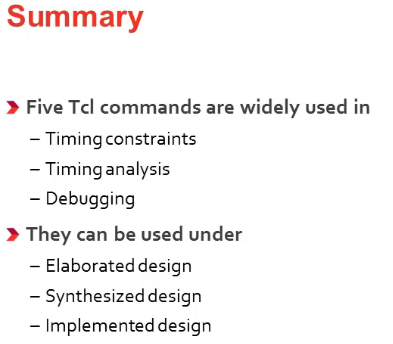 Summary
Five Tcl commands are widely used in
– Timing constraints
– Timing analysis
– Debugging
They can be used under
– Elaborated design
– Synthesized design
– Implemented design